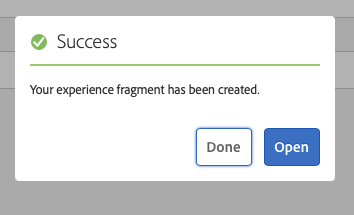 Success
Your experience fragment has been created.
Done Open